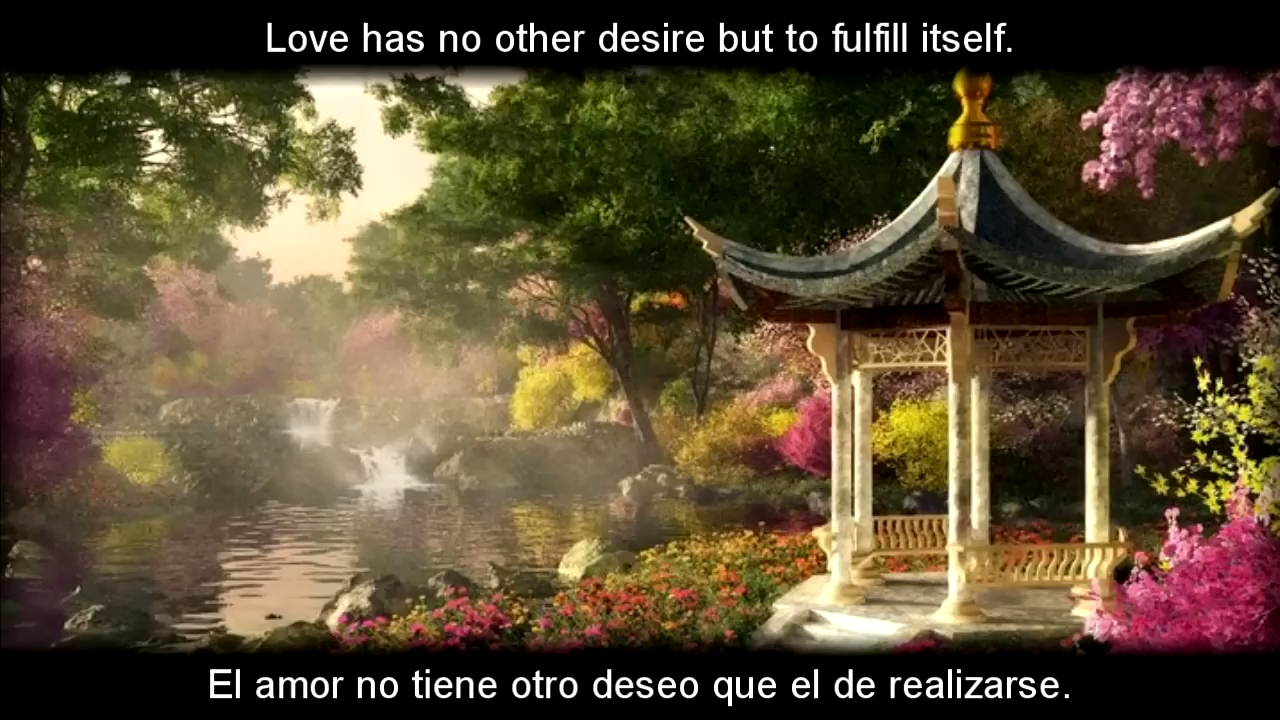 Love has no other desire but to fulfill itself.
El amor no tiene otro deseo que el de realizarse.